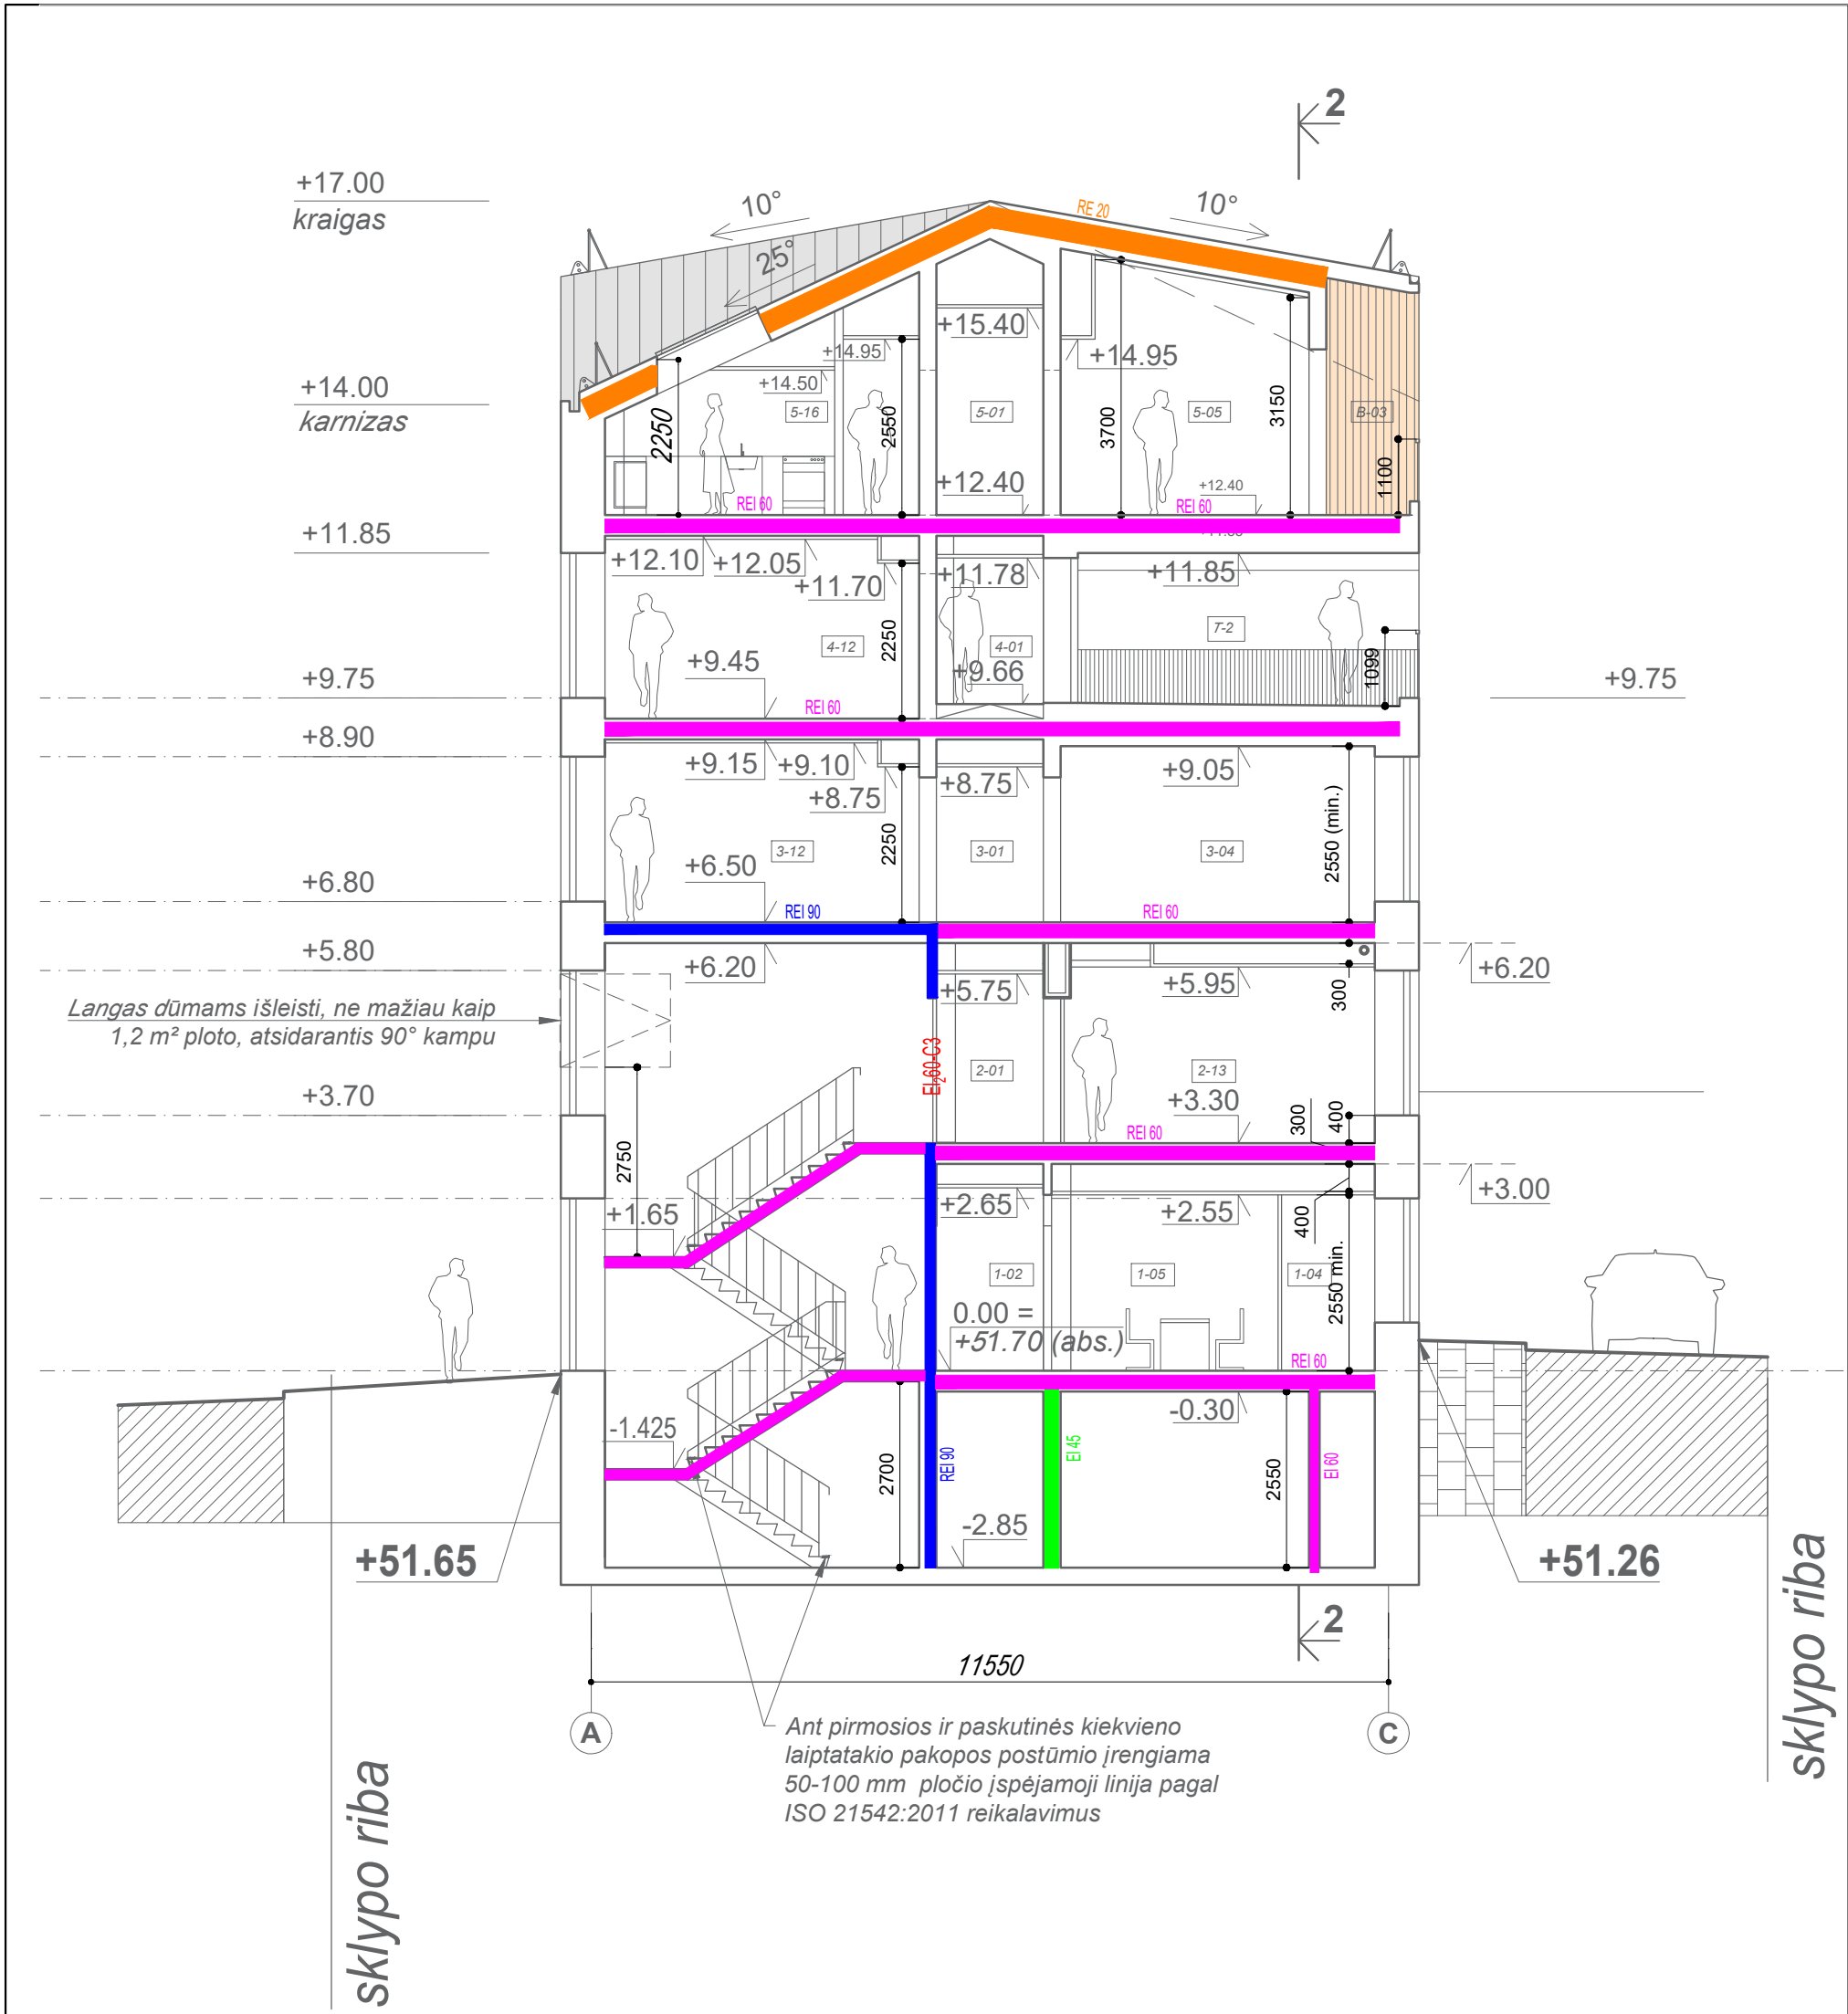 2
+17.00
kraigas
10°
RE 20
10°
25°
+15.40
+14.95
+14.95
+14.50
+14.00
karnizas
5-16
5-01
5-05
B-03
2250
2550
3700
3150
1100
+12.40
+12.40
REI 60
REI 60
+11.85
+12.10
+12.05
+11.70
+11.78
+11.85
4-12
4-01
T-2
2250
1099
+9.45
+9.66
+9.75
+9.75
REI 60
+8.90
+9.15
+9.10
+8.75
+8.75
+9.05
3-12
3-01
3-04
2250
2550 (min.)
+6.50
+6.80
REI 90
REI 60
+5.80
+6.20
+5.75
+5.95
300
+6.20
Langas dūmams išleisti, ne mažiau kaip
1,2 m² ploto, atsidarantis 90° kampu
EI₂60-C3
2-01
2-13
+3.70
+3.30
300
400
REI 60
2750
+1.65
+2.65
+2.55
400
+3.00
1-02
1-05
1-04
2550 min.
0.00 =
+51.70 (abs.)
REI 60
-1.425
-0.30
2700
REI 90
EI 45
2550
EI 60
-2.85
+51.65
+51.26
2
11550
A
C
Ant pirmosios ir paskutinės kiekvieno
laiptatakio pakopos postūmio įrengiama
50-100 mm pločio įspėjamoji linija pagal
ISO 21542:2011 reikalavimus
sklypo riba
sklypo riba